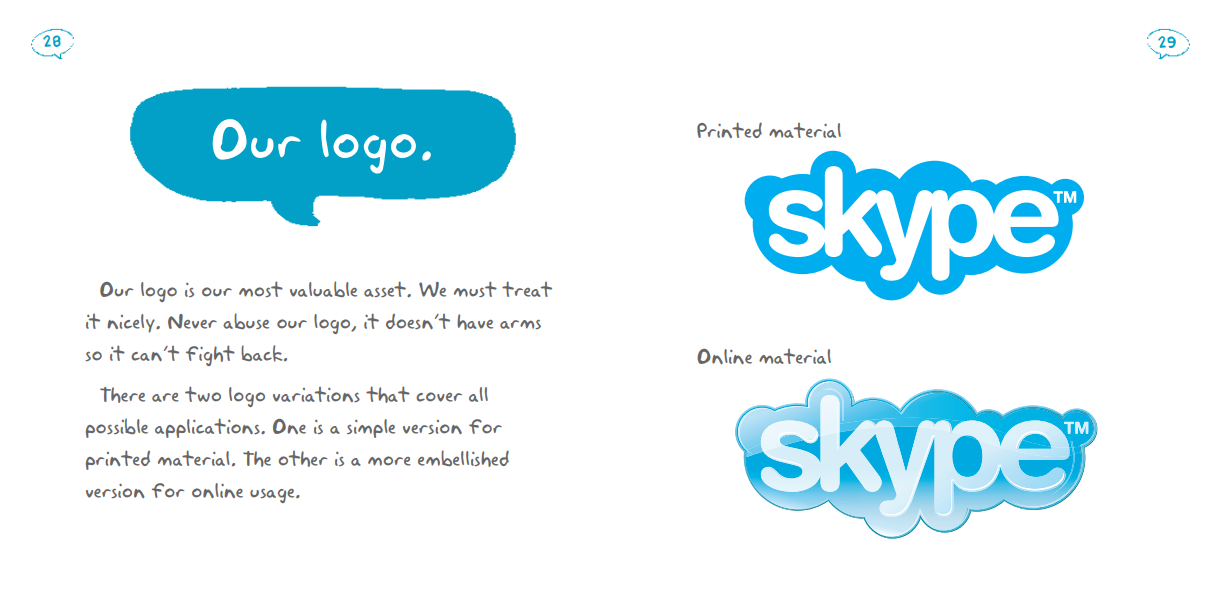 28
Our logo.
Our logo is our most valuable asset. We must treat
it nicely. Never abuse our logo, it doesn't have arms
so it can't fight back.
There are two logo variations that cover all
possible applications. One is a simple version for
printed material. The other is a more embellished
version for online usage.
29
Printed material
skype™
Online material
skype™